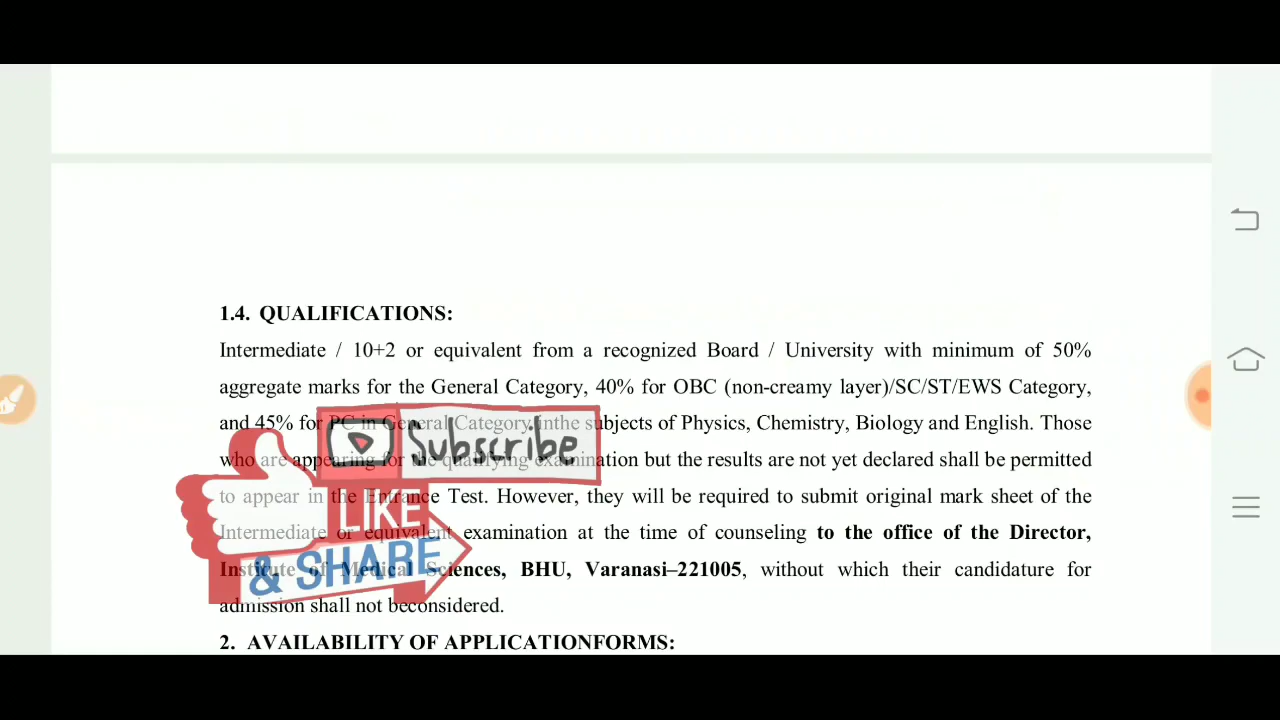 1.4. QUALIFICATIONS:
Intermediate / 10+2 or equivalent from a recognized Board / University with minimum of 50%
aggregate marks for the General Category, 40% for OBC (non-creamy layer)/SC/ST/EWS Category,
and 45% for PC in General Category inthe subjects of Physics, Chemistry, Biology and English. Those
Subscribe
who are appearing for the qualifying examination but the results are not yet declared shall be permitted
to appear in the Entrance Test. However, they will be required to submit original mark sheet of the
LIKE
Intermediate or equivalent examination at the time of counseling to the office of the Director,
& SHARE
Institute of Medical Sciences, BHU, Varanasi–221005, without which their candidature for
admission shall not beconsidered.
2. AVAILABILITY OF APPLICATIONFORMS: